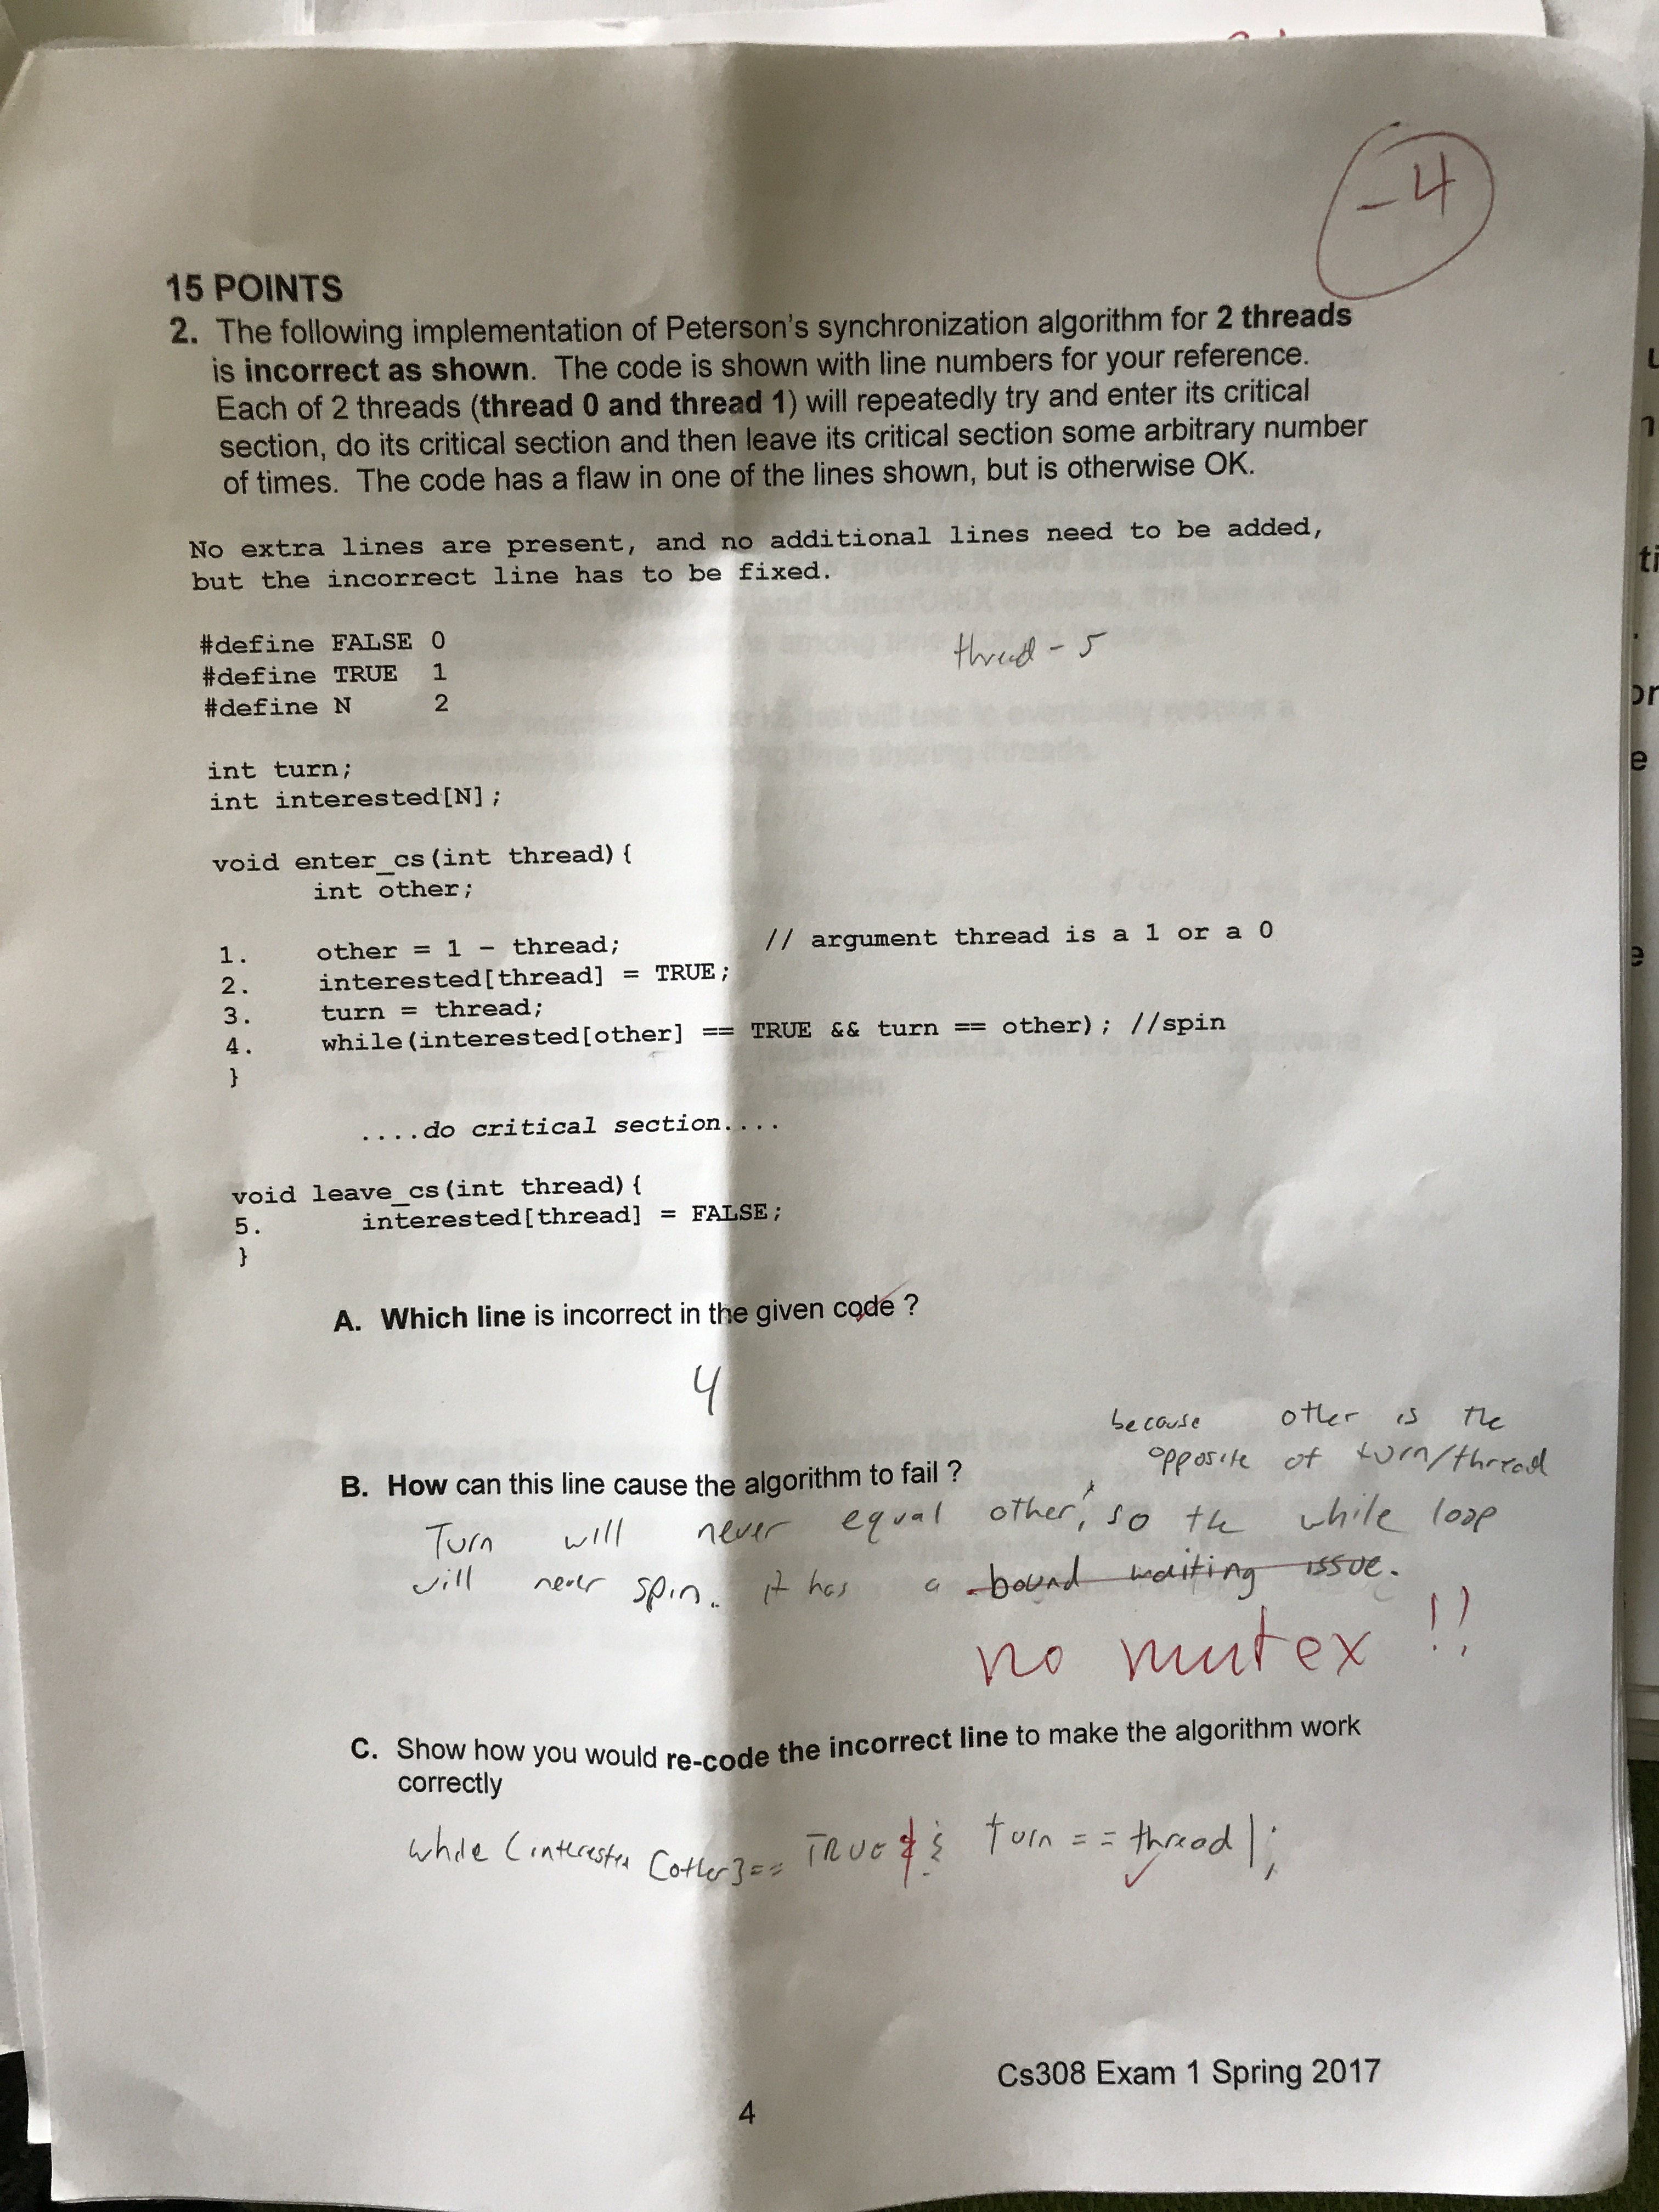 -4
15 POINTS
2. The following implementation of Peterson's synchronization algorithm for 2 threads
is incorrect as shown. The code is shown with line numbers for your reference.
Each of 2 threads (thread 0 and thread 1) will repeatedly try and enter its critical
section, do its critical section and then leave its critical section some arbitrary number
of times. The code has a flaw in one of the lines shown, but is otherwise OK.
No extra lines are present, and no additional lines need to be added,
but the incorrect line has to be fixed.
#define FALSE 0
thread - 5
#define TRUE 1
#define N 2
int turn;
int interested[N];
void enter_cs(int thread){
int other;
1. other = 1 - thread; // argument thread is a 1 or a 0
2. interested[thread] = TRUE;
3. turn = thread;
4. while(interested[other] == TRUE && turn == other); //spin
}
....do critical section....
void leave_cs(int thread){
5. interested[thread] = FALSE;
}
A. Which line is incorrect in the given code ?
4
B. How can this line cause the algorithm to fail ?
because other is the
opposite of turn/thread
Turn will never equal other, so the while loop
will never spin. it has a bound waiting issue.
no mutex !!
C. Show how you would re-code the incorrect line to make the algorithm work
correctly
while (interested [other] == TRUE && turn == thread);
Cs308 Exam 1 Spring 2017
4